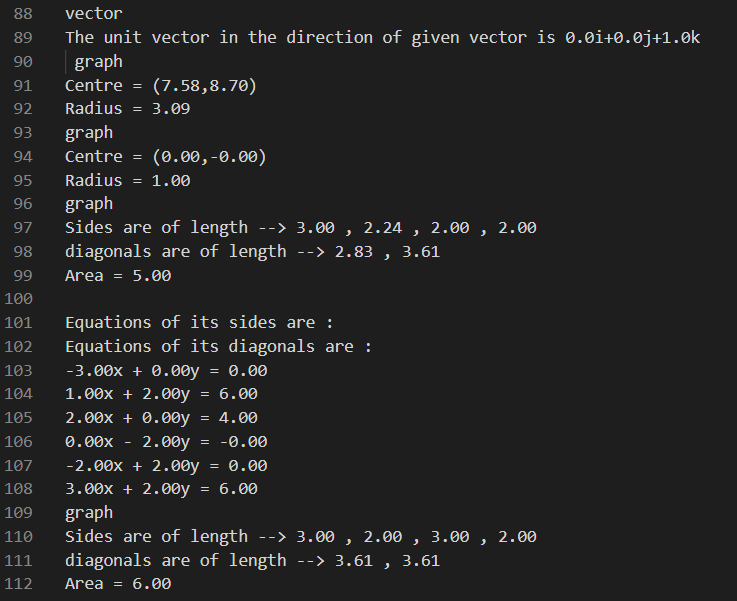 88 vector
89 The unit vector in the direction of given vector is 0.0i+0.0j+1.0k
90 graph
91 Centre = (7.58,8.70)
92 Radius = 3.09
93 graph
94 Centre = (0.00,-0.00)
95 Radius = 1.00
96 graph
97 Sides are of length --> 3.00 , 2.24 , 2.00 , 2.00
98 diagonals are of length --> 2.83 , 3.61
99 Area = 5.00
100
101 Equations of its sides are :
102 Equations of its diagonals are :
103 -3.00x + 0.00y = 0.00
104 1.00x + 2.00y = 6.00
105 2.00x + 0.00y = 4.00
106 0.00x - 2.00y = -0.00
107 -2.00x + 2.00y = 0.00
108 3.00x + 2.00y = 6.00
109 graph
110 Sides are of length --> 3.00 , 2.00 , 3.00 , 2.00
111 diagonals are of length --> 3.61 , 3.61
112 Area = 6.00